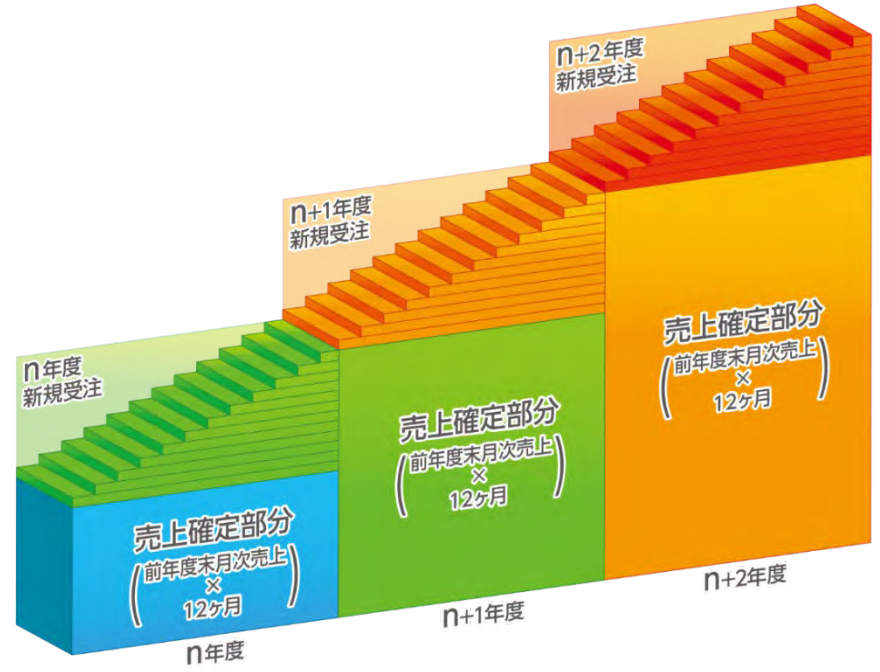 n+2年度
新規受注
n+1年度
新規受注
n年度
新規受注
売上確定部分
(前年度末月次売上
×
12ヶ月)
売上確定部分
(前年度末月次売上
×
12ヶ月)
売上確定部分
(前年度末月次売上
×
12ヶ月)
n年度
n+1年度
n+2年度